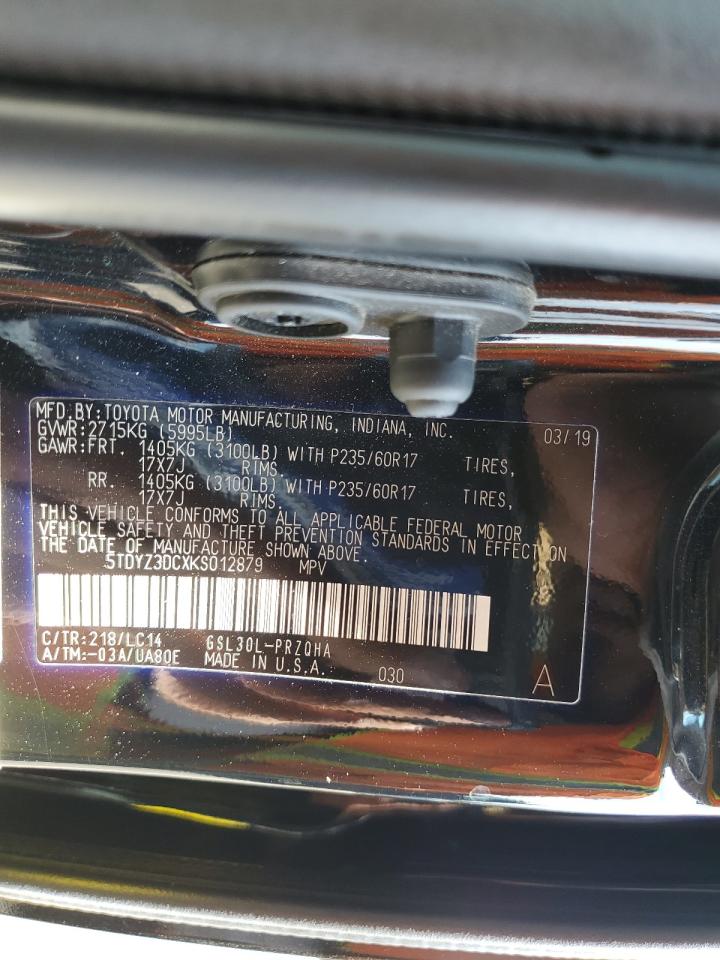 MFD.BY:TOYOTA MOTOR MANUFACTURING, INDIANA, INC. 03/19
GVWR:2715KG (5995LB)
GAWR:FRT. 1405KG (3100LB) WITH P235/60R17 TIRES,
17X7J RIMS,
RR. 1405KG (3100LB) WITH P235/60R17 TIRES,
17X7J RIMS.
THIS VEHICLE CONFORMS TO ALL APPLICABLE FEDERAL MOTOR
VEHICLE SAFETY AND THEFT PREVENTION STANDARDS IN EFFECT ON
THE DATE OF MANUFACTURE SHOWN ABOVE.
5TDYZ3DCXKS012879 MPV
C/TR:218/LC14 GSL30L-PRZQHA
A/TM:-03A/UA80E MADE IN U.S.A. 030
A